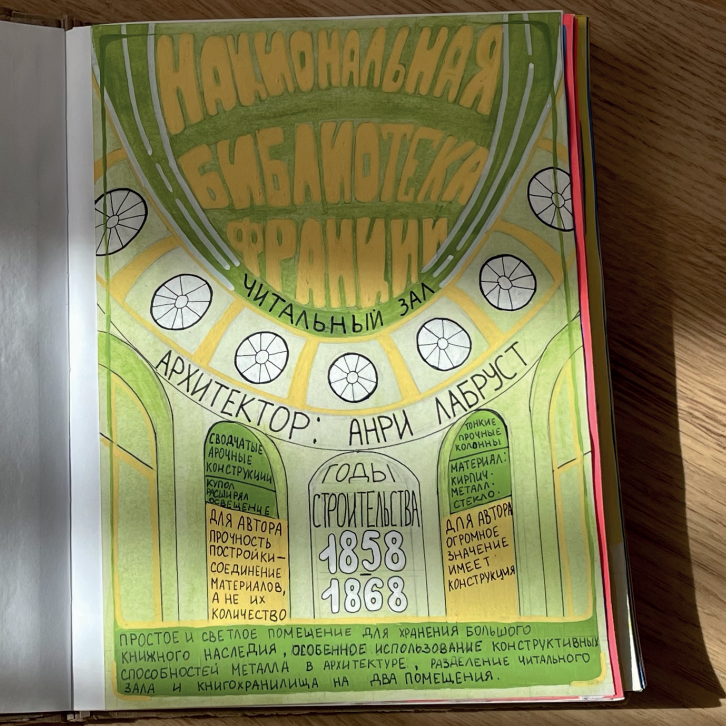 НАЦИОНАЛЬНАЯ
БИБЛИОТЕКА
ФРАНЦИИ
ЧИТАЛЬНЫЙ ЗАЛ
АРХИТЕКТОР: АНРИ ЛАБРУСТ
СВОДЧАТЫЕ
АРОЧНЫЕ
КОНСТРУКЦИИ
КУПОЛ
РАСШИРЯЛ
ОСВЕЩЕНИЕ
ДЛЯ АВТОРА
ПРОЧНОСТЬ
ПОСТРОЙКИ—
СОЕДИНЕНИЕ
МАТЕРИАЛОВ,
А НЕ ИХ
КОЛИЧЕСТВО
ГОДЫ
СТРОИТЕЛЬСТВА
1858
1868
ТОНКИЕ
ПРОЧНЫЕ
КОЛОННЫ
МАТЕРИАЛ:
КИРПИЧ-
МЕТАЛЛ-
СТЕКЛО.
ДЛЯ АВТОРА
ОГРОМНОЕ
ЗНАЧЕНИЕ
ИМЕЕТ
КОНСТРУКЦИЯ
ПРОСТОЕ И СВЕТЛОЕ ПОМЕЩЕНИЕ ДЛЯ ХРАНЕНИЯ БОЛЬШОГО
КНИЖНОГО НАСЛЕДИЯ, ОСОБЕННОЕ ИСПОЛЬЗОВАНИЕ КОНСТРУКТИВНЫХ
СПОСОБНОСТЕЙ МЕТАЛЛА В АРХИТЕКТУРЕ, РАЗДЕЛЕНИЕ ЧИТАЛЬНОГО
ЗАЛА И КНИГОХРАНИЛИЩА НА ДВА ПОМЕЩЕНИЯ.